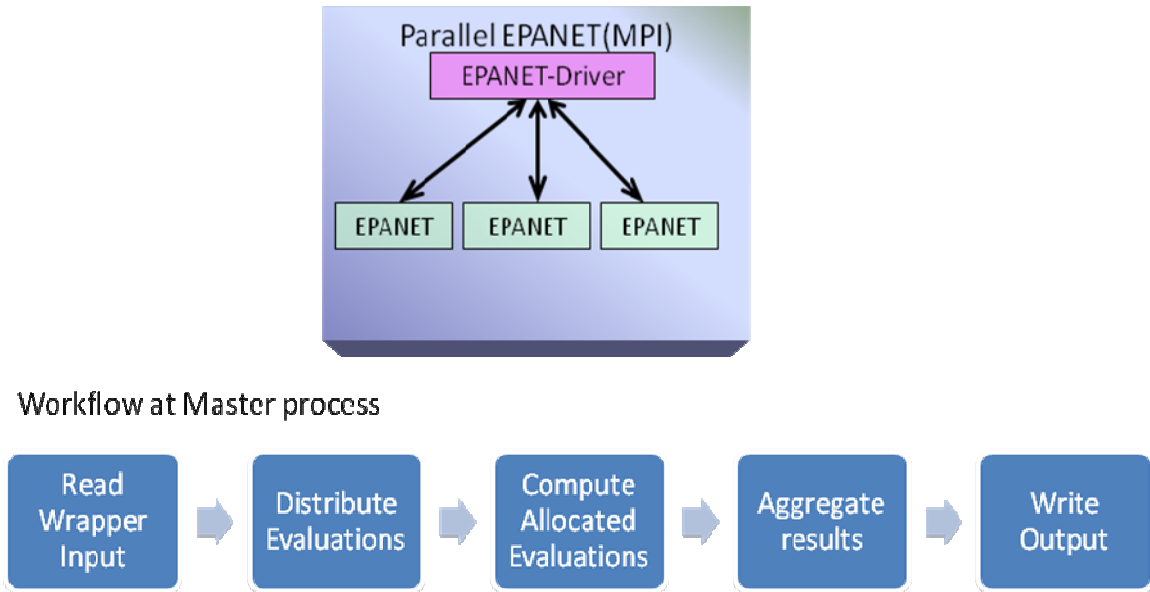 Parallel EPANET(MPI)
EPANET-Driver
EPANET EPANET EPANET
Workflow at Master process
Read
Wrapper
Input
Distribute
Evaluations
Compute
Allocated
Evaluations
Aggregate
results
Write
Output